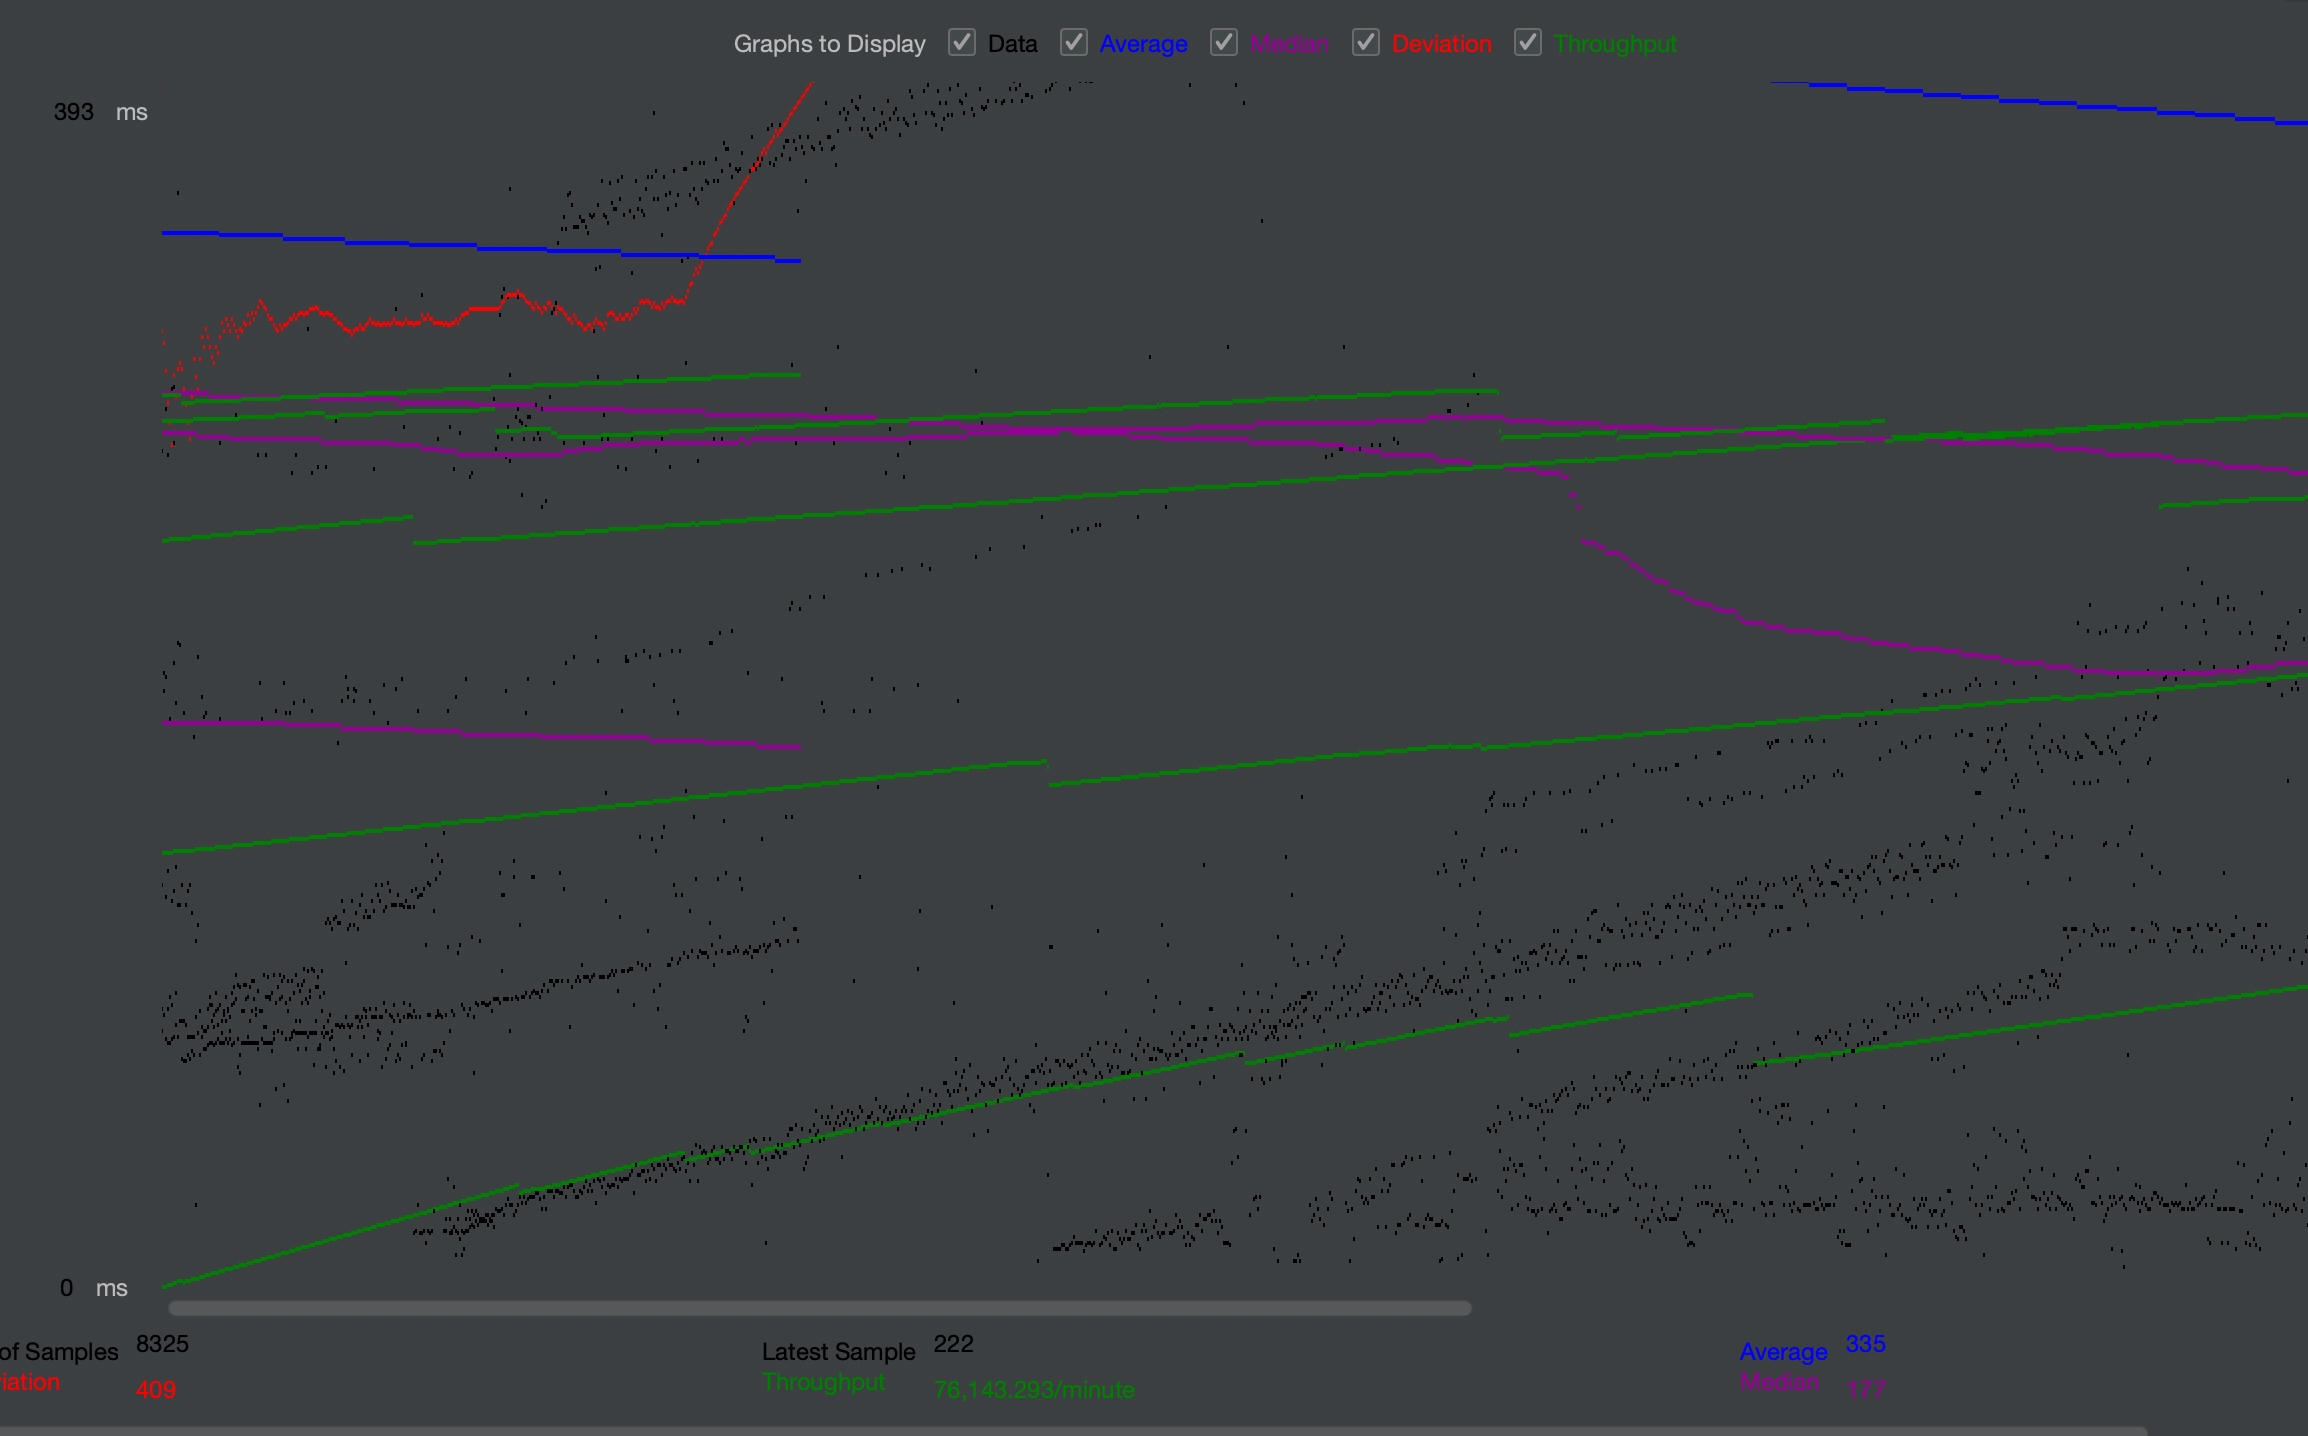 Graphs to Display Data Average Median Deviation Throughput
393 ms
0 ms
of Samples 8325 Latest Sample 222 Average 335
iation 409 Throughput 76,143.293/minute Median 177